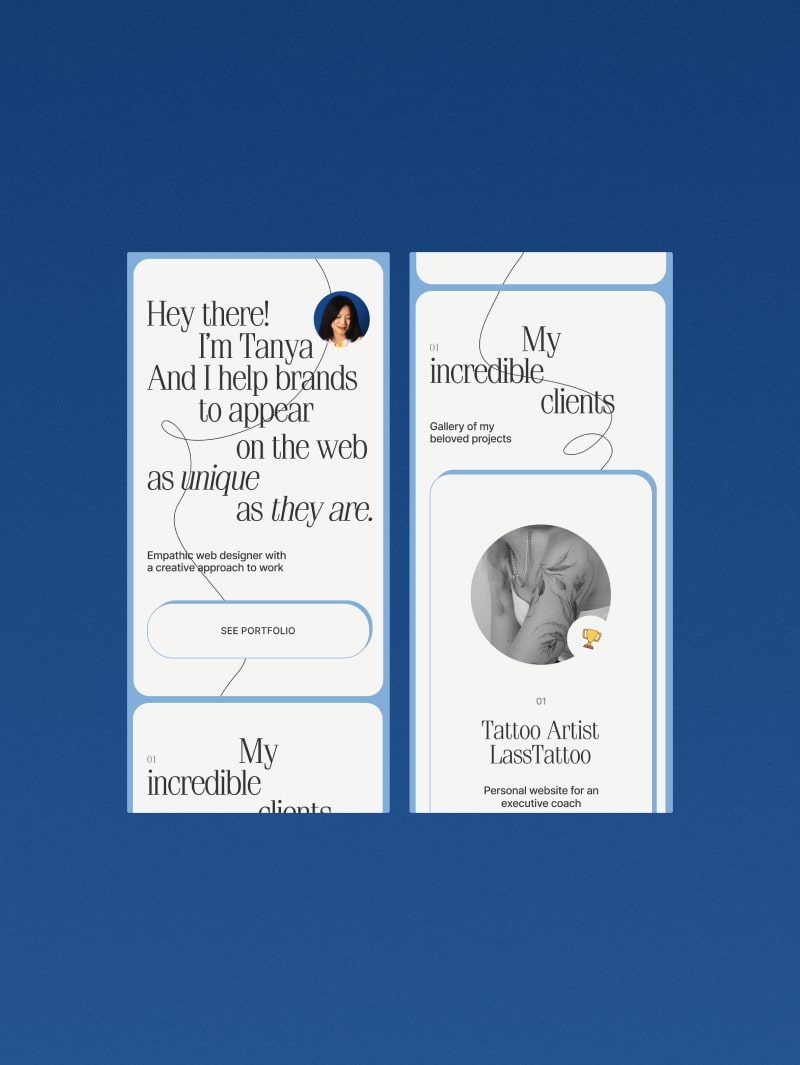 Hey there!
I'm Tanya
And I help brands
to appear
on the web
as unique
as they are.
Empathic web designer with
a creative approach to work
SEE PORTFOLIO
01
My
incredible
clients
01
My
incredible
clients
Gallery of my
beloved projects
01
Tattoo Artist
LassTattoo
Personal website for an
executive coach